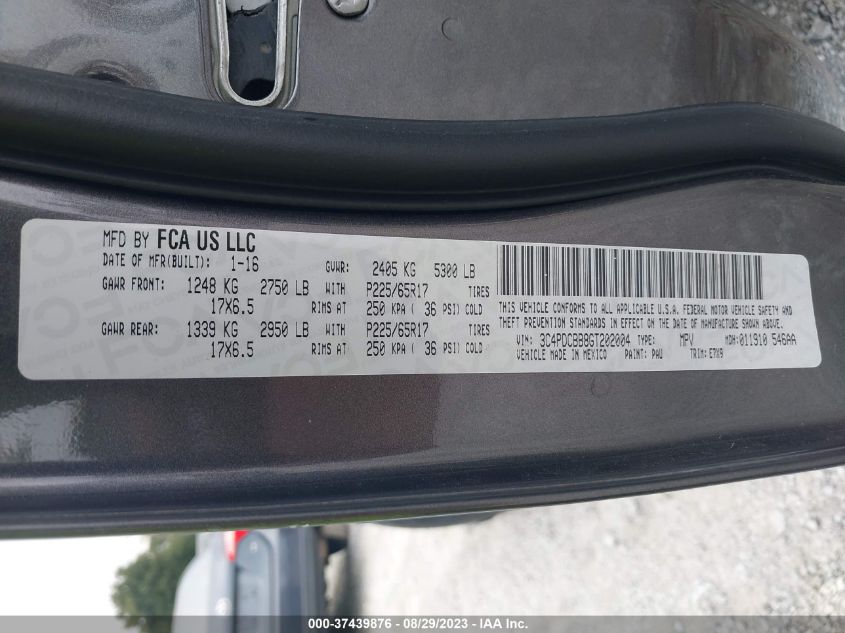 MFD BY FCA US LLC
DATE OF MFR(BUILT): 1-16 GVWR: 2405 KG 5300 LB
GAWR FRONT: 1248 KG 2750 LB WITH P225/65R17 TIRES
17X6.5 RIMS AT 250 KPA ( 36 PSI) COLD
GAWR REAR: 1339 KG 2950 LB WITH P225/65R17 TIRES
17X6.5 RIMS AT 250 KPA ( 36 PSI) COLD
THIS VEHICLE CONFORMS TO ALL APPLICABLE U.S.A. FEDERAL MOTOR VEHICLE SAFETY AND
THEFT PREVENTION STANDARDS IN EFFECT ON THE DATE OF MANUFACTURE SHOWN ABOVE.
VIN: 3C4PDCBB8GT202004 TYPE: MPV MDH:011910 546AA
VEHICLE MADE IN MEXICO PAINT: PAU TRIM: E7X9
000-37439876 - 08/29/2023 - IAA Inc.